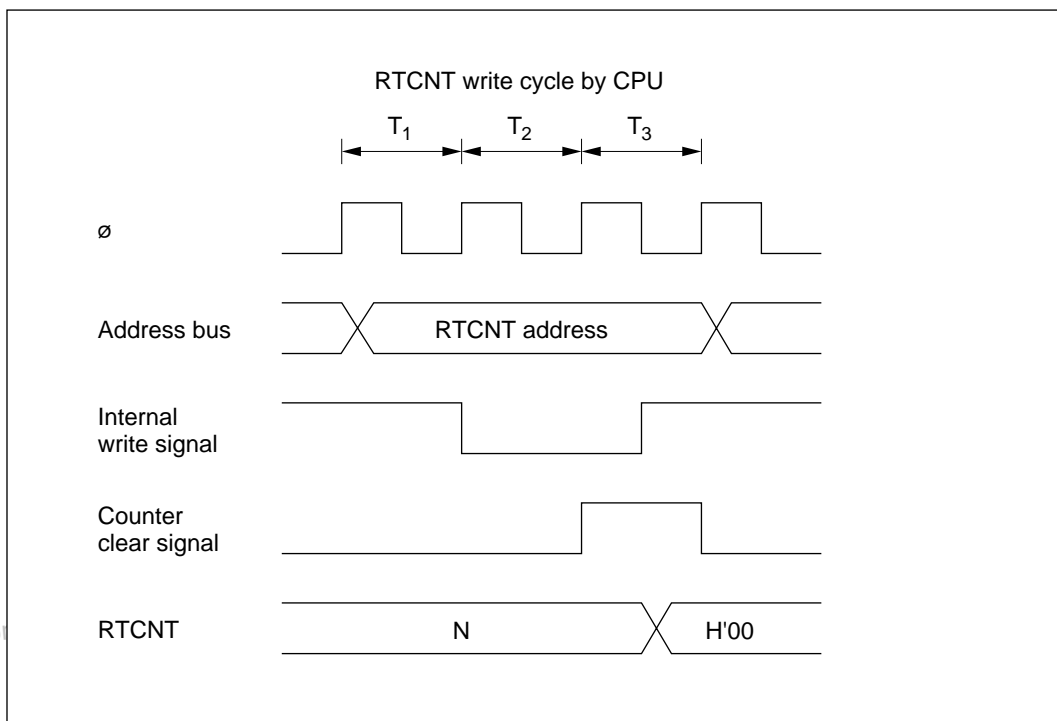 RTCNT write cycle by CPU
T₁ T₂ T₃
ø
Address bus RTCNT address
Internal
write signal
Counter
clear signal
RTCNT N H'00